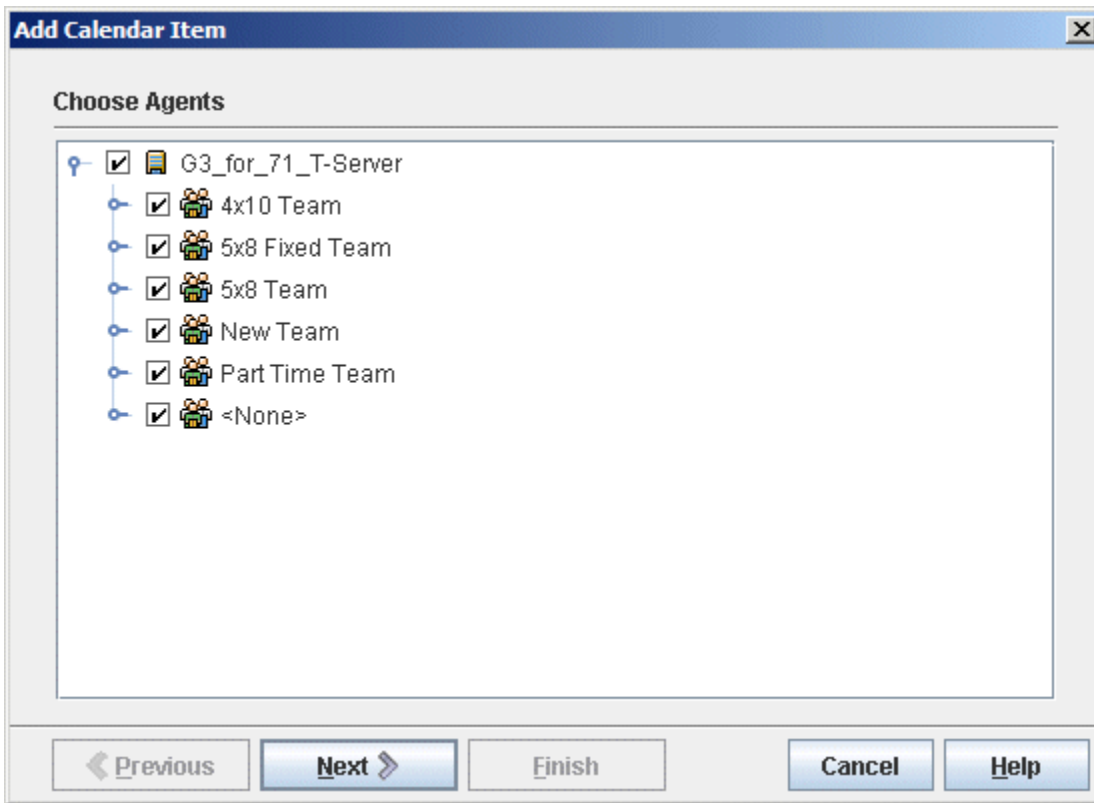 Add Calendar Item
Choose Agents
G3_for_71_T-Server
4x10 Team
5x8 Fixed Team
5x8 Team
New Team
Part Time Team
<None>
Previous Next Finish Cancel Help